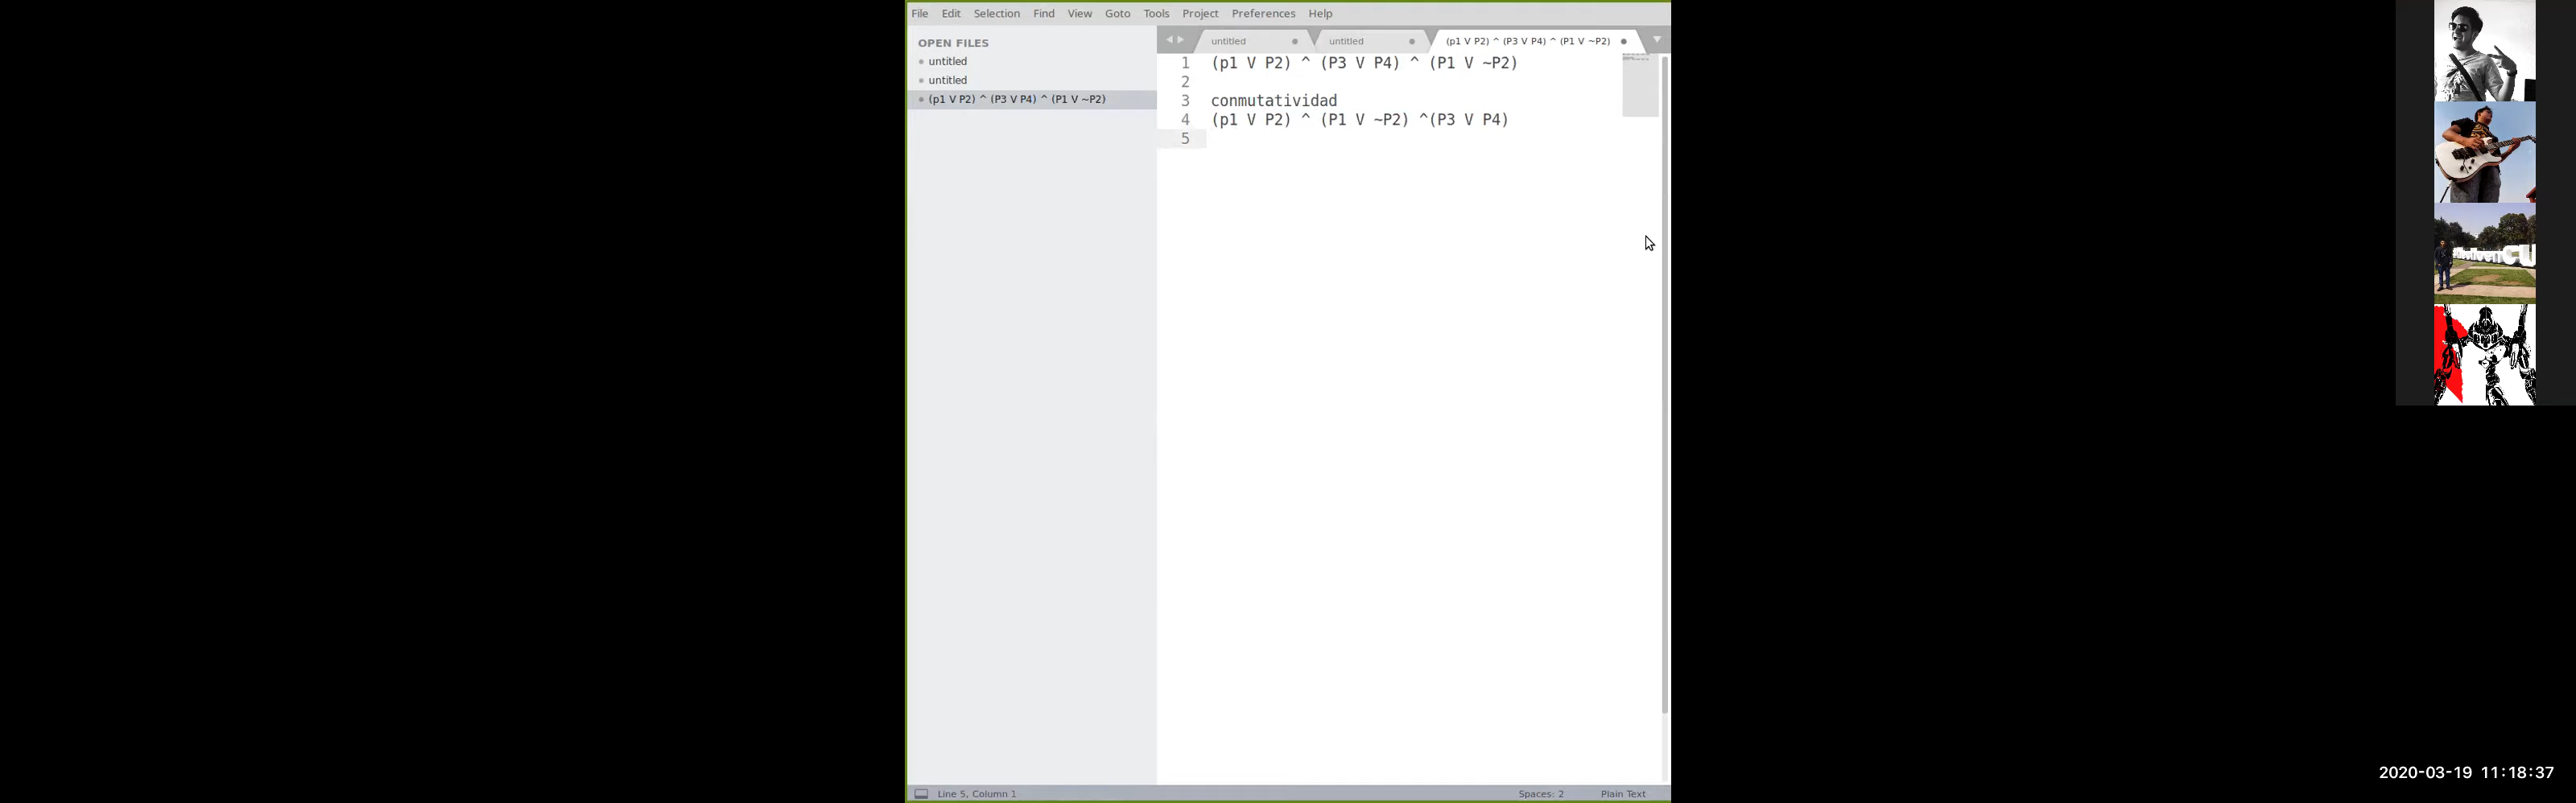 File Edit Selection Find View Goto Tools Project Preferences Help
OPEN FILES
untitled
untitled
(p1 V P2) ^ (P3 V P4) ^ (P1 V ~P2)
untitled untitled (p1 V P2) ^ (P3 V P4) ^ (P1 V ~P2)
1 (p1 V P2) ^ (P3 V P4) ^ (P1 V ~P2)
2
3 conmutatividad
4 (p1 V P2) ^ (P1 V ~P2) ^(P3 V P4)
5
Line 5, Column 1 Spaces: 2 Plain Text
2020-03-19 11:18:37